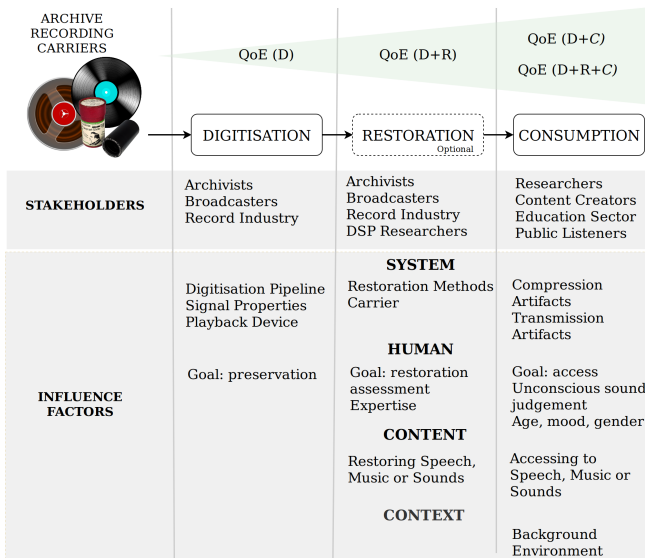 ARCHIVE
RECORDING
CARRIERS
QoE (D)
QoE (D+R)
QoE (D+C)
QoE (D+R+C)
DIGITISATION
RESTORATION
Optional
CONSUMPTION
STAKEHOLDERS
Archivists
Broadcasters
Record Industry
Archivists
Broadcasters
Record Industry
DSP Researchers
Researchers
Content Creators
Education Sector
Public Listeners
INFLUENCE
FACTORS
SYSTEM
Digitisation Pipeline
Signal Properties
Playback Device
Restoration Methods
Carrier
Compression
Artifacts
Transmission
Artifacts
HUMAN
Goal: preservation
Goal: restoration
assessment
Expertise
Goal: access
Unconscious sound
judgement
Age, mood, gender
CONTENT
Restoring Speech,
Music or Sounds
Accessing to
Speech, Music or
Sounds
CONTEXT
Background
Environment